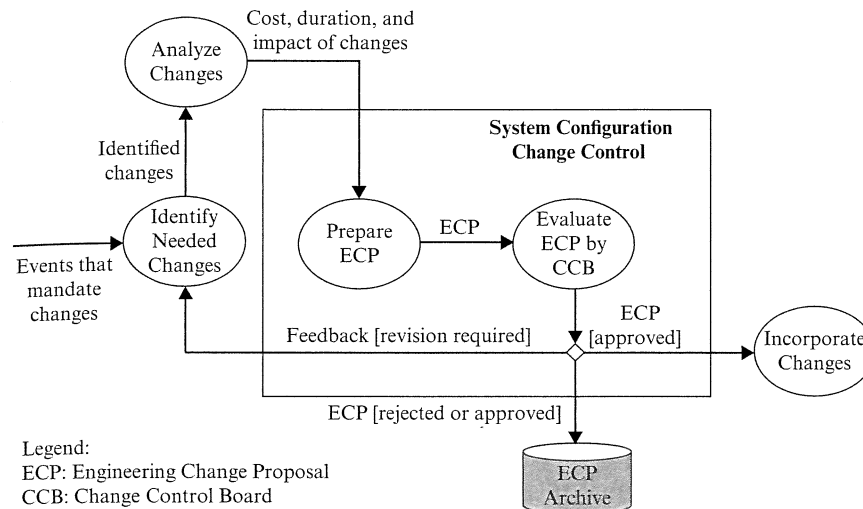 Cost, duration, and
impact of changes
Analyze
Changes
System Configuration
Change Control
Identified
changes
Identify
Needed
Changes
Prepare
ECP
ECP
Evaluate
ECP by
CCB
Events that
mandate
changes
Feedback [revision required]
ECP
[approved]
Incorporate
Changes
ECP [rejected or approved]
Legend:
ECP: Engineering Change Proposal
CCB: Change Control Board
ECP
Archive